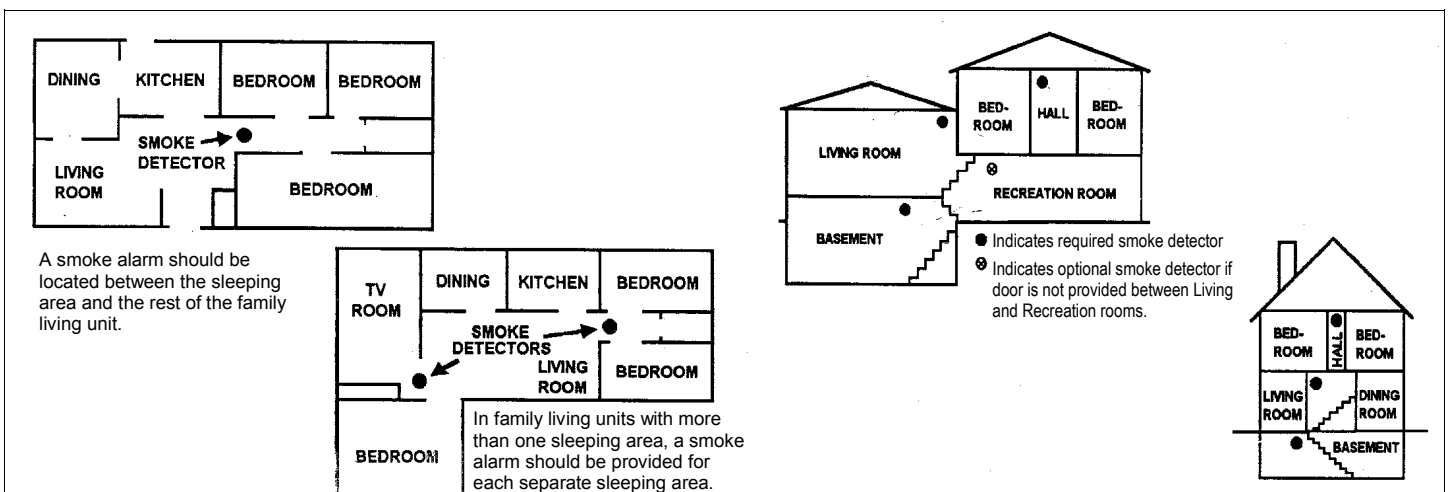 DINING
KITCHEN
BEDROOM
BEDROOM
SMOKE
DETECTOR
LIVING
ROOM
BEDROOM
A smoke alarm should be
located between the sleeping
area and the rest of the family
living unit.
TV
ROOM
DINING
KITCHEN
BEDROOM
SMOKE
DETECTORS
LIVING
ROOM
BEDROOM
BEDROOM
In family living units with more
than one sleeping area, a smoke
alarm should be provided for
each separate sleeping area.
BED-
ROOM
HALL
BED-
ROOM
LIVING ROOM
RECREATION ROOM
BASEMENT
Indicates required smoke detector
Indicates optional smoke detector if
door is not provided between Living
and Recreation rooms.
BED-
ROOM
HALL
BED-
ROOM
LIVING
ROOM
DINING
ROOM
BASEMENT